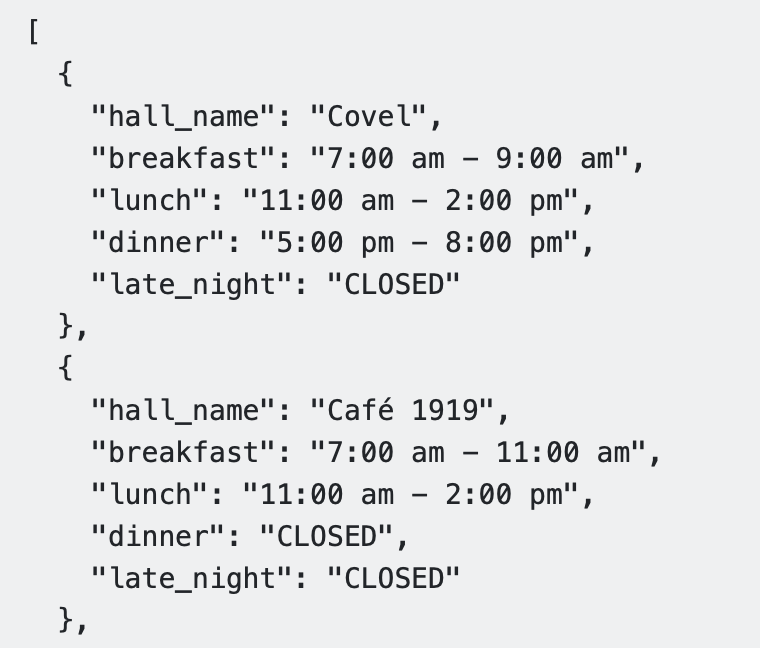 [
  {
    "hall_name": "Covel",
    "breakfast": "7:00 am – 9:00 am",
    "lunch": "11:00 am – 2:00 pm",
    "dinner": "5:00 pm – 8:00 pm",
    "late_night": "CLOSED"
  },
  {
    "hall_name": "Café 1919",
    "breakfast": "7:00 am – 11:00 am",
    "lunch": "11:00 am – 2:00 pm",
    "dinner": "CLOSED",
    "late_night": "CLOSED"
  },